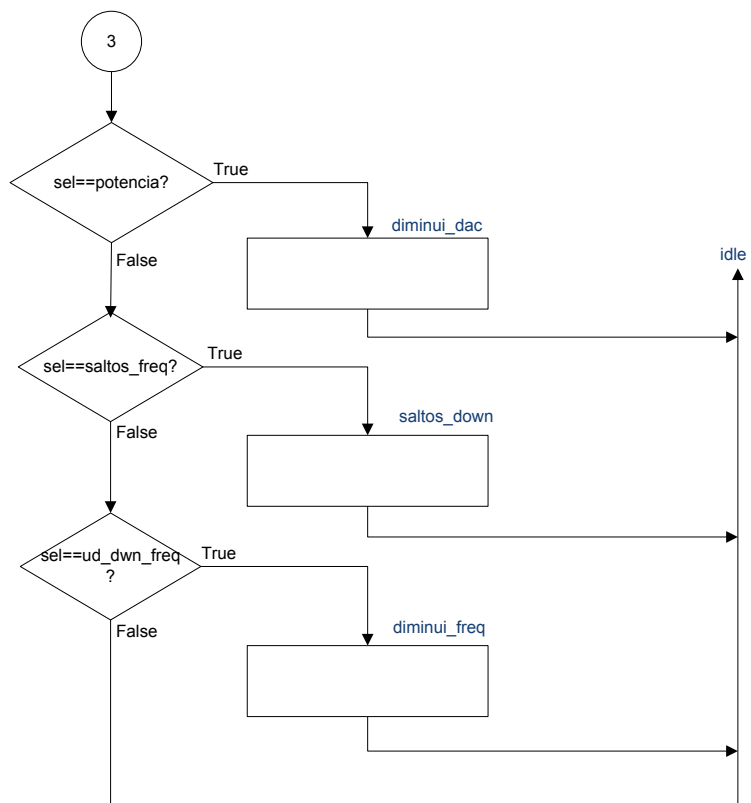 3
sel==potencia?
True
diminui_dac
False
idle
sel==saltos_freq?
True
saltos_down
False
sel==ud_dwn_freq
?
True
diminui_freq
False